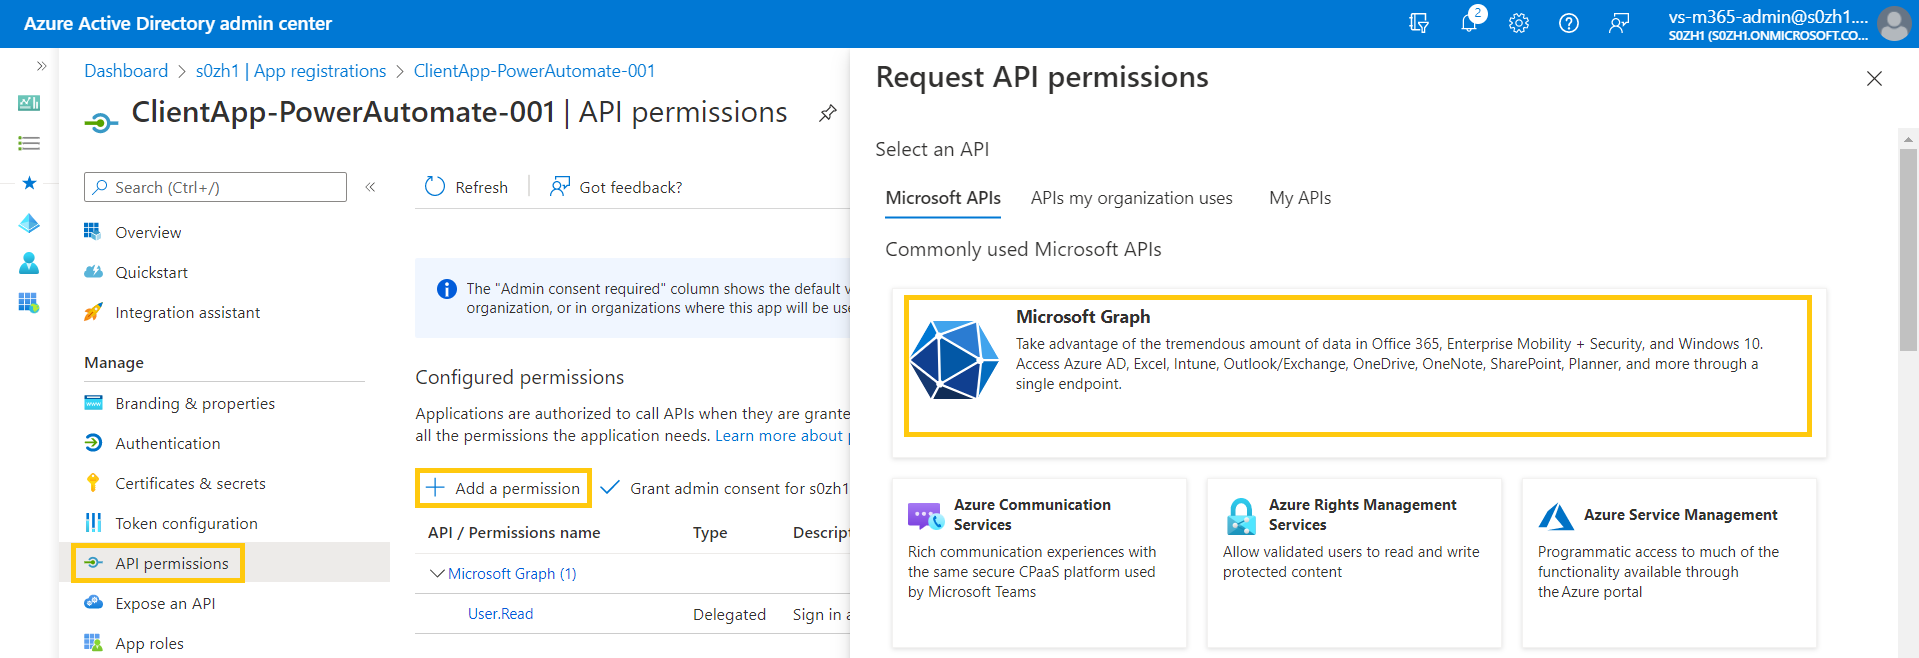 Azure Active Directory admin center
2
vs-m365-admin@s0zh1....
S0ZH1 (S0ZH1.ONMICROSOFT.CO...
Dashboard > s0zh1 | App registrations > ClientApp-PowerAutomate-001
ClientApp-PowerAutomate-001 | API permissions
Search (Ctrl+/)
Overview
Quickstart
Integration assistant
Manage
Branding & properties
Authentication
Certificates & secrets
Token configuration
API permissions
Expose an API
App roles
Refresh
Got feedback?
The "Admin consent required" column shows the default v
organization, or in organizations where this app will be use
Configured permissions
Applications are authorized to call APIs when they are grante
all the permissions the application needs. Learn more about p
Add a permission
Grant admin consent for s0zh1
API / Permissions name Type Descript
Microsoft Graph (1)
User.Read Delegated Sign in a
Request API permissions
Select an API
Microsoft APIs APIs my organization uses My APIs
Commonly used Microsoft APIs
Microsoft Graph
Take advantage of the tremendous amount of data in Office 365, Enterprise Mobility + Security, and Windows 10.
Access Azure AD, Excel, Intune, Outlook/Exchange, OneDrive, OneNote, SharePoint, Planner, and more through a
single endpoint.
Azure Communication
Services
Rich communication experiences with
the same secure CPaaS platform used
by Microsoft Teams
Azure Rights Management
Services
Allow validated users to read and write
protected content
Azure Service Management
Programmatic access to much of the
functionality available through
the Azure portal